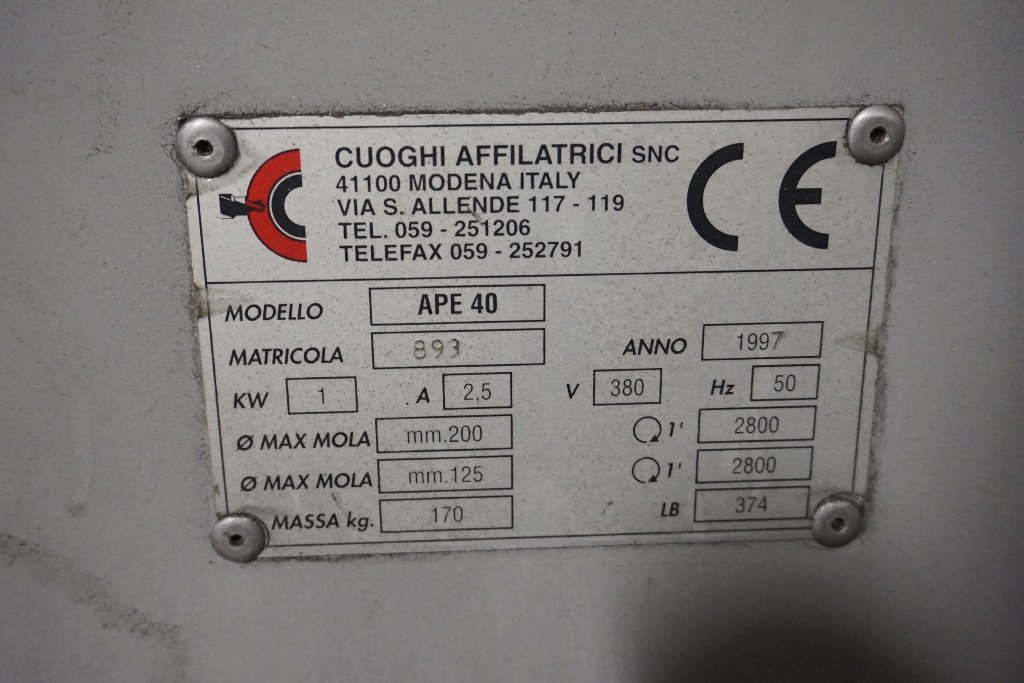 CUOGHI AFFILATRICI SNC
41100 MODENA ITALY
VIA S. ALLENDE 117 - 119
TEL. 059 - 251206
TELEFAX 059 - 252791
CE
MODELLO APE 40
MATRICOLA 893 ANNO 1997
KW 1 A 2,5 V 380 Hz 50
Ø MAX MOLA mm.200 1' 2800
Ø MAX MOLA mm.125 1' 2800
MASSA kg. 170 LB 374